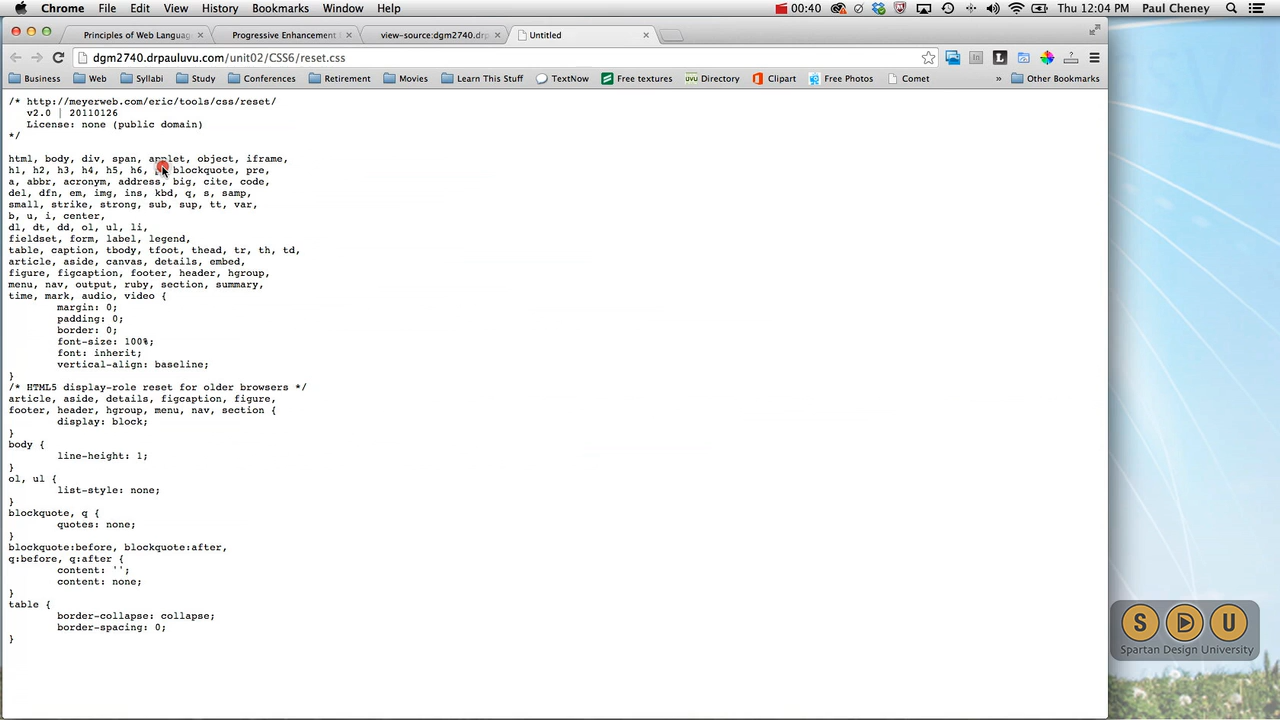 Chrome File Edit View History Bookmarks Window Help 00:40 Thu 12:04 PM Paul Cheney
Principles of Web Langua
Progressive Enhancement
view-source:dgm2740.drp
Untitled
dgm2740.drpauluvu.com/unit02/CSS6/reset.css
Business Web Syllabi Study Conferences Retirement Movies Learn This Stuff TextNow Free textures UVU Directory Clipart Free Photos Comet » Other Bookmarks
/* http://meyerweb.com/eric/tools/css/reset/
v2.0 | 20110126
License: none (public domain)
*/
html, body, div, span, applet, object, iframe,
h1, h2, h3, h4, h5, h6, blockquote, pre,
a, abbr, acronym, address, big, cite, code,
del, dfn, em, img, ins, kbd, q, s, samp,
small, strike, strong, sub, sup, tt, var,
b, u, i, center,
dl, dt, dd, ol, ul, li,
fieldset, form, label, legend,
table, caption, tbody, tfoot, thead, tr, th, td,
article, aside, canvas, details, embed,
figure, figcaption, footer, header, hgroup,
menu, nav, output, ruby, section, summary,
time, mark, audio, video {
margin: 0;
padding: 0;
border: 0;
font-size: 100%;
font: inherit;
vertical-align: baseline;
}
/* HTML5 display-role reset for older browsers */
article, aside, details, figcaption, figure,
footer, header, hgroup, menu, nav, section {
display: block;
}
body {
line-height: 1;
}
ol, ul {
list-style: none;
}
blockquote, q {
quotes: none;
}
blockquote:before, blockquote:after,
q:before, q:after {
content: '';
content: none;
}
table {
border-collapse: collapse;
border-spacing: 0;
}
S D U
Spartan Design University